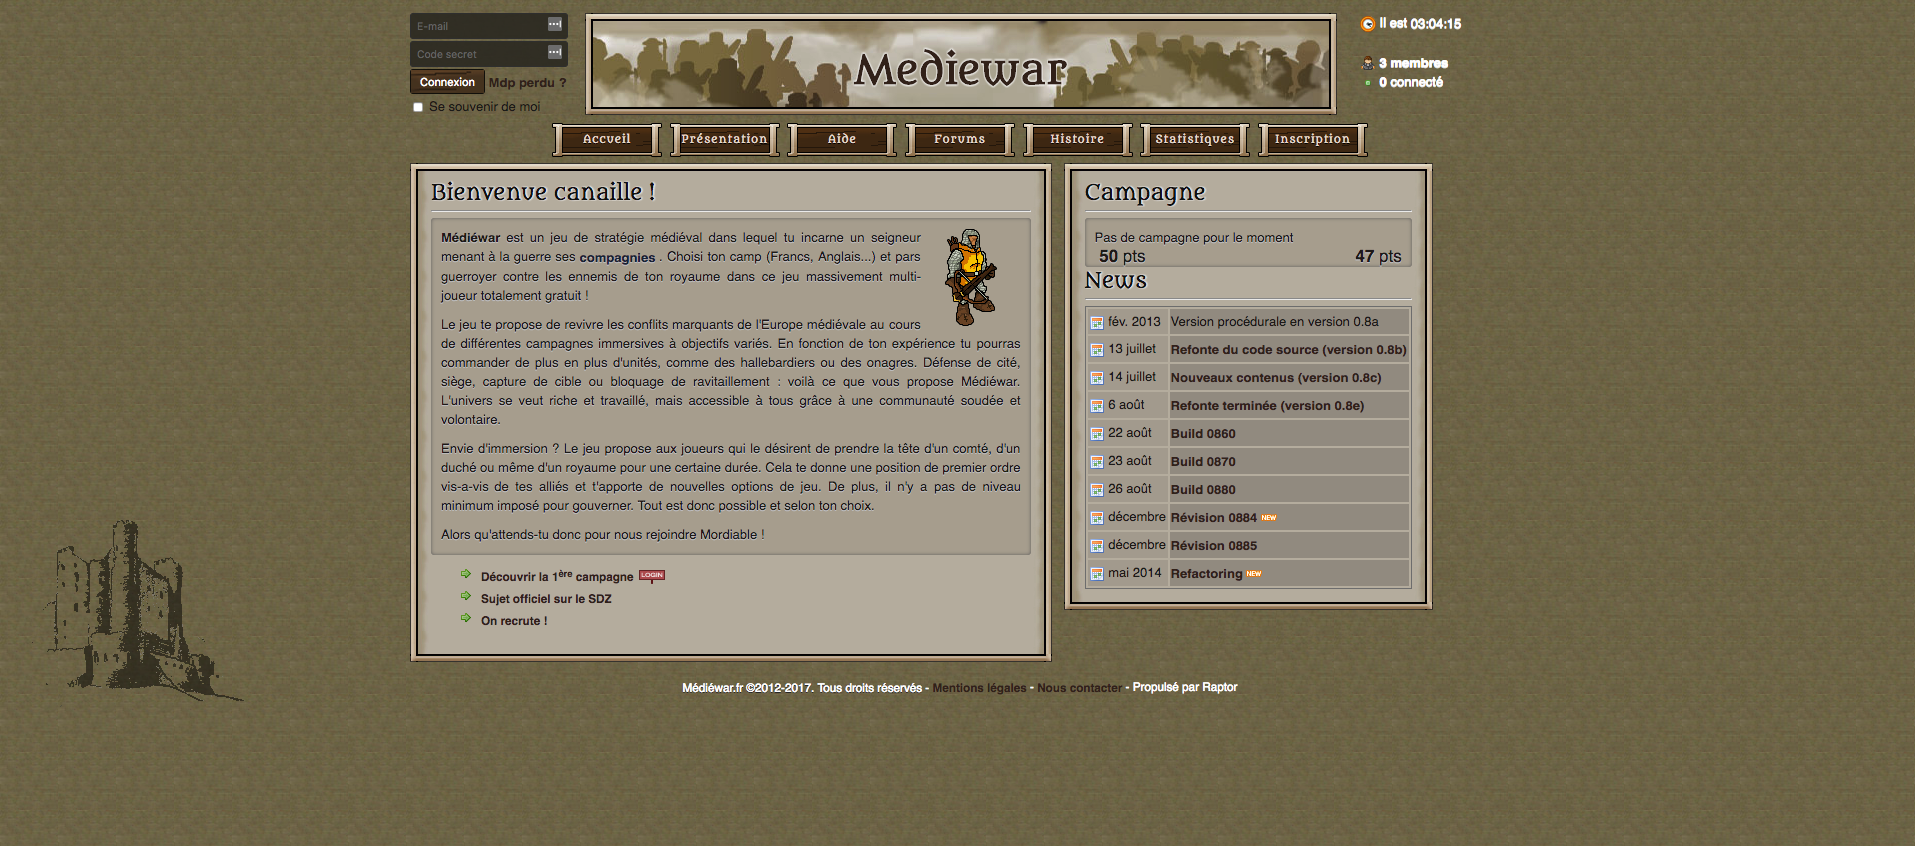 E-mail
Code secret
Connexion Mdp perdu ?
Se souvenir de moi
Mediewar
Il est 03:04:15
3 membres
0 connecté
Accueil Présentation Aide Forums Histoire Statistiques Inscription
Bienvenue canaille !
Médiéwar est un jeu de stratégie médiéval dans lequel tu incarne un seigneur
menant à la guerre ses compagnies . Choisi ton camp (Francs, Anglais...) et pars
guerroyer contre les ennemis de ton royaume dans ce jeu massivement multi-
joueur totalement gratuit !
Le jeu te propose de revivre les conflits marquants de l'Europe médiévale au cours
de différentes campagnes immersives à objectifs variés. En fonction de ton expérience tu pourras
commander de plus en plus d'unités, comme des hallebardiers ou des onagres. Défense de cité,
siège, capture de cible ou bloquage de ravitaillement : voilà ce que vous propose Médiéwar.
L'univers se veut riche et travaillé, mais accessible à tous grâce à une communauté soudée et
volontaire.
Envie d'immersion ? Le jeu propose aux joueurs qui le désirent de prendre la tête d'un comté, d'un
duché ou même d'un royaume pour une certaine durée. Cela te donne une position de premier ordre
vis-a-vis de tes alliés et t'apporte de nouvelles options de jeu. De plus, il n'y a pas de niveau
minimum imposé pour gouverner. Tout est donc possible et selon ton choix.
Alors qu'attends-tu donc pour nous rejoindre Mordiable !
Découvrir la 1ère campagne LOGIN
Sujet officiel sur le SDZ
On recrute !
Campagne
Pas de campagne pour le moment
50 pts 47 pts
News
fév. 2013 Version procédurale en version 0.8a
13 juillet Refonte du code source (version 0.8b)
14 juillet Nouveaux contenus (version 0.8c)
6 août Refonte terminée (version 0.8e)
22 août Build 0860
23 août Build 0870
26 août Build 0880
décembre Révision 0884 NEW
décembre Révision 0885
mai 2014 Refactoring NEW
Médiéwar.fr ©2012-2017. Tous droits réservés - Mentions légales - Nous contacter - Propulsé par Raptor